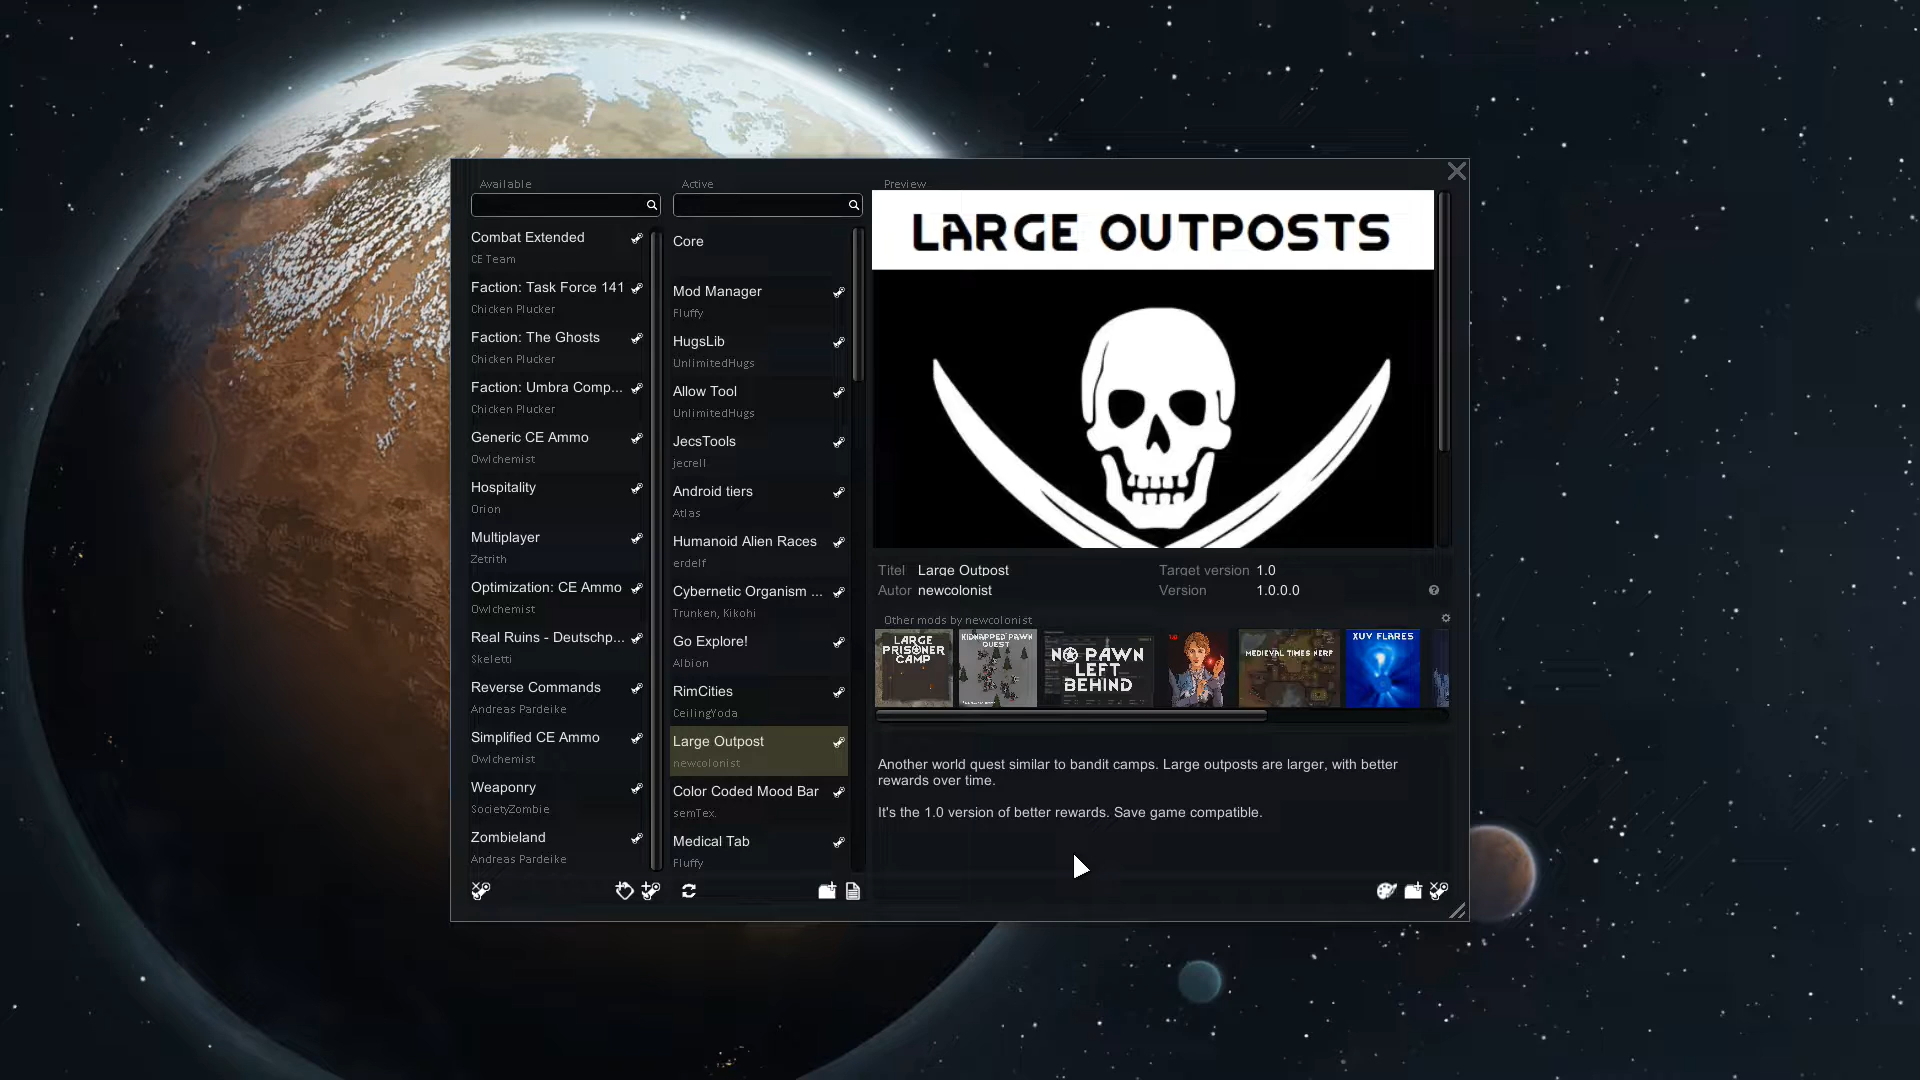 Available
Combat Extended
CE Team
Faction: Task Force 141
Chicken Plucker
Faction: The Ghosts
Chicken Plucker
Faction: Umbra Comp...
Chicken Plucker
Generic CE Ammo
Owlchemist
Hospitality
Orion
Multiplayer
Zetrith
Optimization: CE Ammo
Owlchemist
Real Ruins - Deutschp...
Skeletti
Reverse Commands
Andreas Pardeike
Simplified CE Ammo
Owlchemist
Weaponry
SocietyZombie
Zombieland
Andreas Pardeike
Active
Core
Mod Manager
Fluffy
HugsLib
UnlimitedHugs
Allow Tool
UnlimitedHugs
JecsTools
jecrell
Android tiers
Atlas
Humanoid Alien Races
erdelf
Cybernetic Organism ...
Trunken, Kikohi
Go Explore!
Albion
RimCities
CeilingYoda
Large Outpost
newcolonist
Color Coded Mood Bar
semTex.
Medical Tab
Fluffy
Preview
LARGE OUTPOSTS
Titel Large Outpost
Target version 1.0
Autor newcolonist
Version 1.0.0.0
Other mods by newcolonist
LARGE
PRISONER
CAMP
KIDNAPPED PAWN
QUEST
NO PAWN
LEFT
BEHIND
MEDIEVAL TIMES NERF
XUV FLARES
Another world quest similar to bandit camps. Large outposts are larger, with better
rewards over time.
It's the 1.0 version of better rewards. Save game compatible.